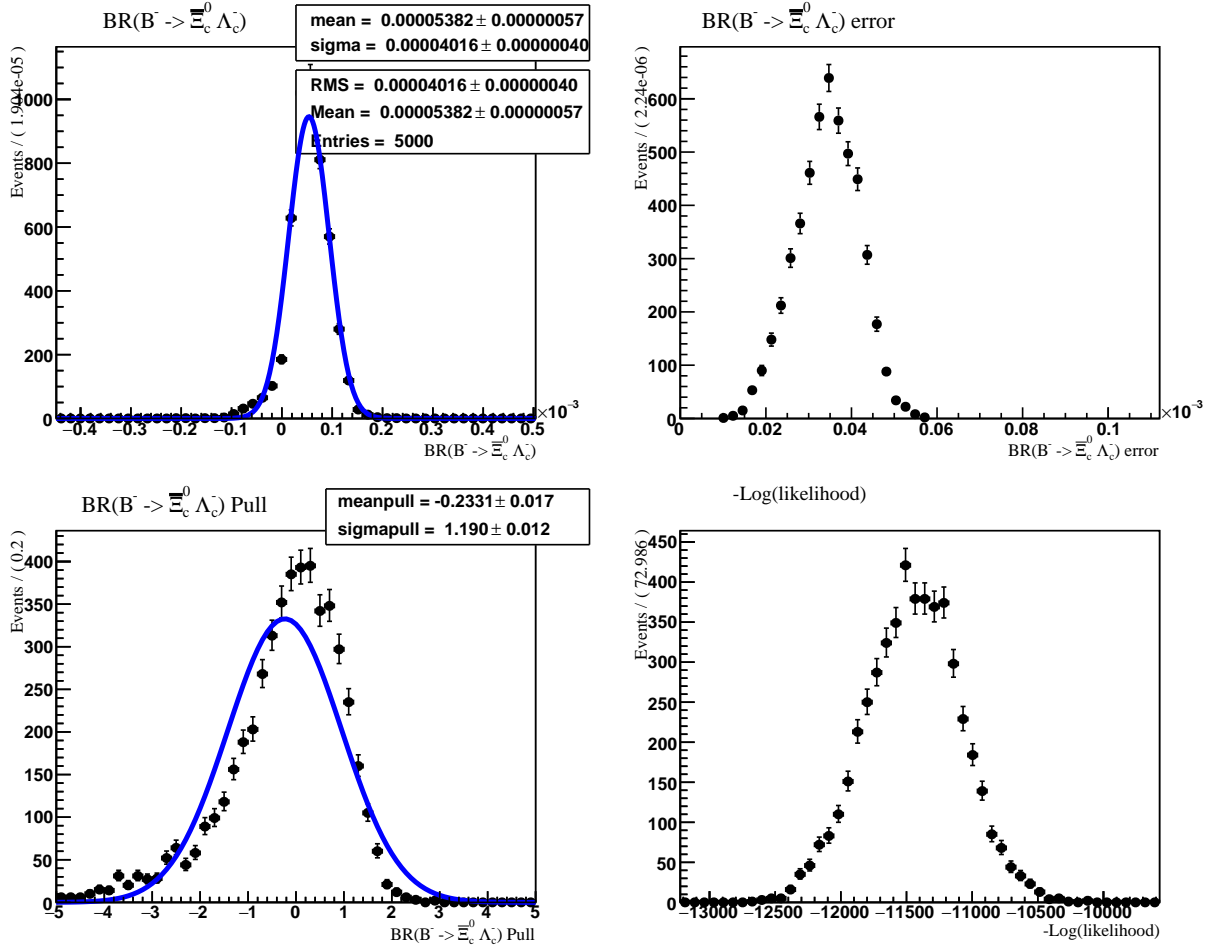 BR(B⁻ -> Ξ̅c⁰ Λc⁻)
mean = 0.00005382 ± 0.00000057
sigma = 0.00004016 ± 0.00000040
RMS = 0.00004016 ± 0.00000040
Mean = 0.00005382 ± 0.00000057
Entries = 5000
Events / ( 1.904e-05 )
1000
800
600
400
200
0
−0.4 −0.3 −0.2 −0.1 0 0.1 0.2 0.3 0.4 0.5
×10⁻³
BR(B⁻ -> Ξ̅c⁰ Λc⁻)
BR(B⁻ -> Ξ̅c⁰ Λc⁻) error
Events / ( 2.24e-06 )
600
500
400
300
200
100
0
0 0.02 0.04 0.06 0.08 0.1
×10⁻³
BR(B⁻ -> Ξ̅c⁰ Λc⁻) error
BR(B⁻ -> Ξ̅c⁰ Λc⁻) Pull
meanpull = -0.2331 ± 0.017
sigmapull = 1.190 ± 0.012
Events / ( 0.2 )
400
350
300
250
200
150
100
50
0
−5 −4 −3 −2 −1 0 1 2 3 4 5
BR(B⁻ -> Ξ̅c⁰ Λc⁻) Pull
-Log(likelihood)
Events / ( 72.986 )
450
400
350
300
250
200
150
100
50
0
−13000 −12500 −12000 −11500 −11000 −10500 −10000
-Log(likelihood)